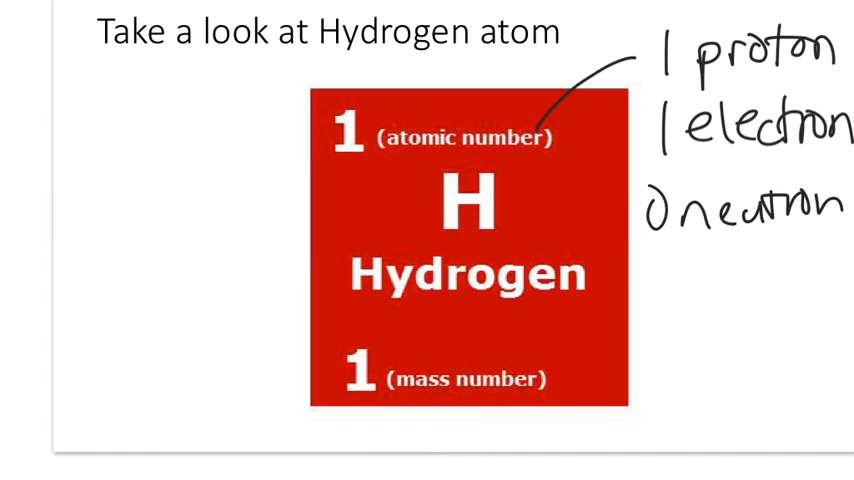 Take a look at Hydrogen atom
1 proton
1 (atomic number)
1 electron
H
0 neutron
Hydrogen
1 (mass number)